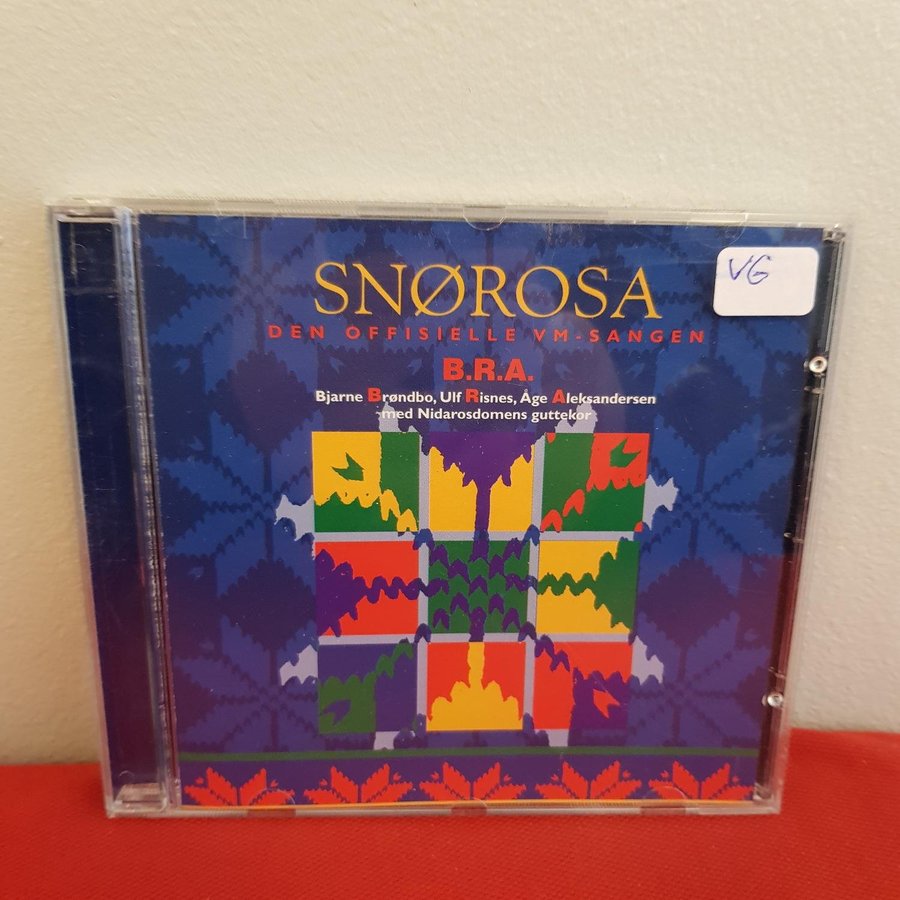 SNØROSA
VG
DEN OFFISIELLE VM-SANGEN
B.R.A.
Bjarne Brøndbo, Ulf Risnes, Åge Aleksandersen
med Nidarosdomens guttekor